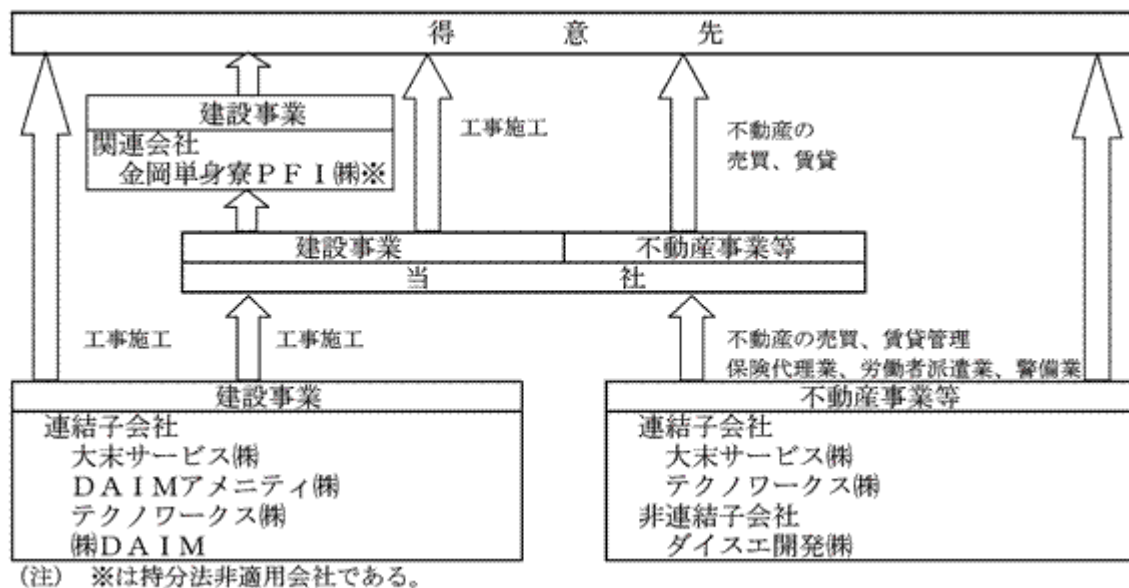 得意先
建設事業
関連会社
金岡単身寮ＰＦＩ㈱※
工事施工
不動産の
売買、賃貸
建設事業
不動産事業等
当社
工事施工
工事施工
不動産の売買、賃貸管理
保険代理業、労働者派遣業、警備業
建設事業
連結子会社
大末サービス㈱
ＤＡＩＭアメニティ㈱
テクノワークス㈱
㈱ＤＡＩＭ
不動産事業等
連結子会社
大末サービス㈱
テクノワークス㈱
非連結子会社
ダイスエ開発㈱
(注)　※は持分法非適用会社である。